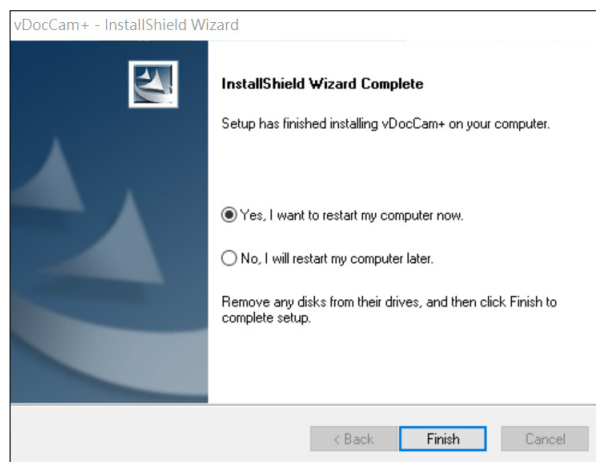 vDocCam+ - InstallShield Wizard
InstallShield Wizard Complete
Setup has finished installing vDocCam+ on your computer.
Yes, I want to restart my computer now.
No, I will restart my computer later.
Remove any disks from their drives, and then click Finish to
complete setup.
< Back
Finish
Cancel